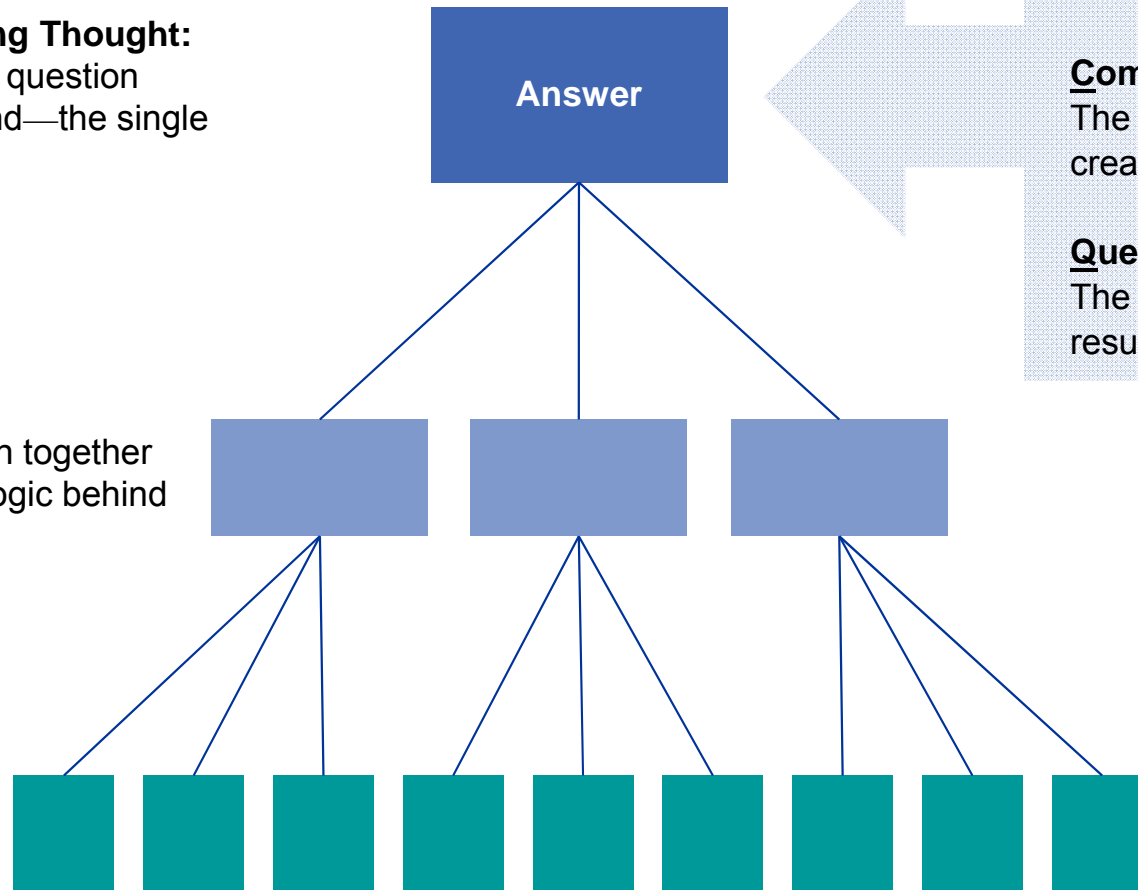 ng Thought:
question
nd—the single
Answer
Com
The
crea
Que
The
resu
n together
ogic behind